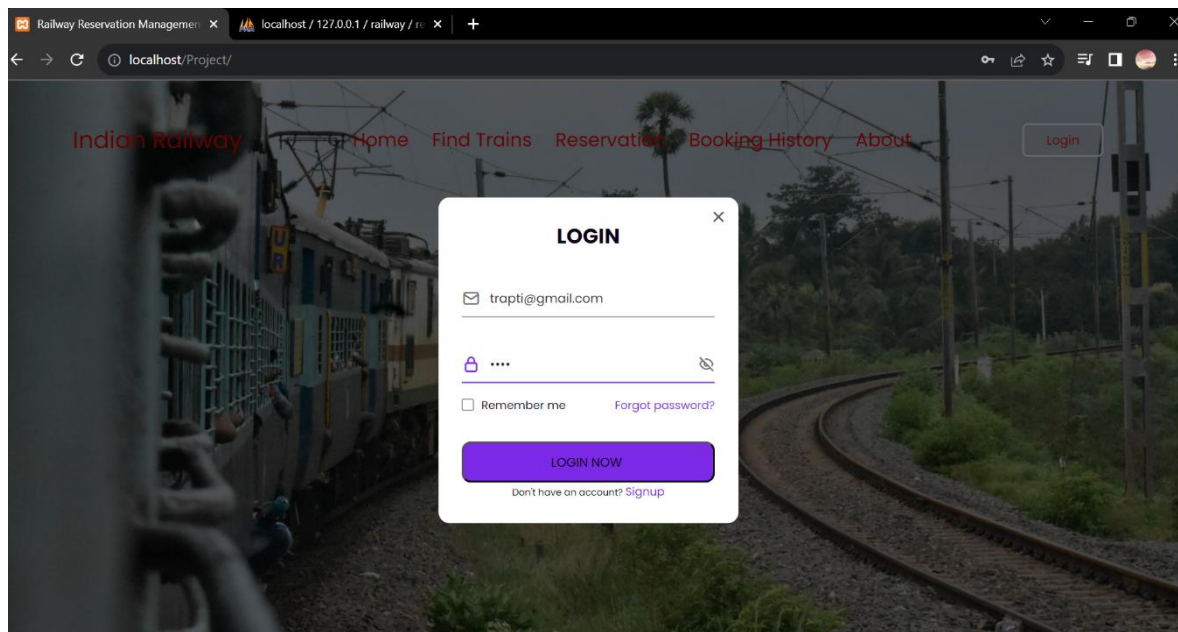 Railway Reservation Managemen
localhost / 127.0.0.1 / railway / re
localhost/Project/
Indian Railway Home Find Trains Reservation Booking History About Login
LOGIN
trapti@gmail.com
••••
Remember me Forgot password?
LOGIN NOW
Don't have an account? Signup